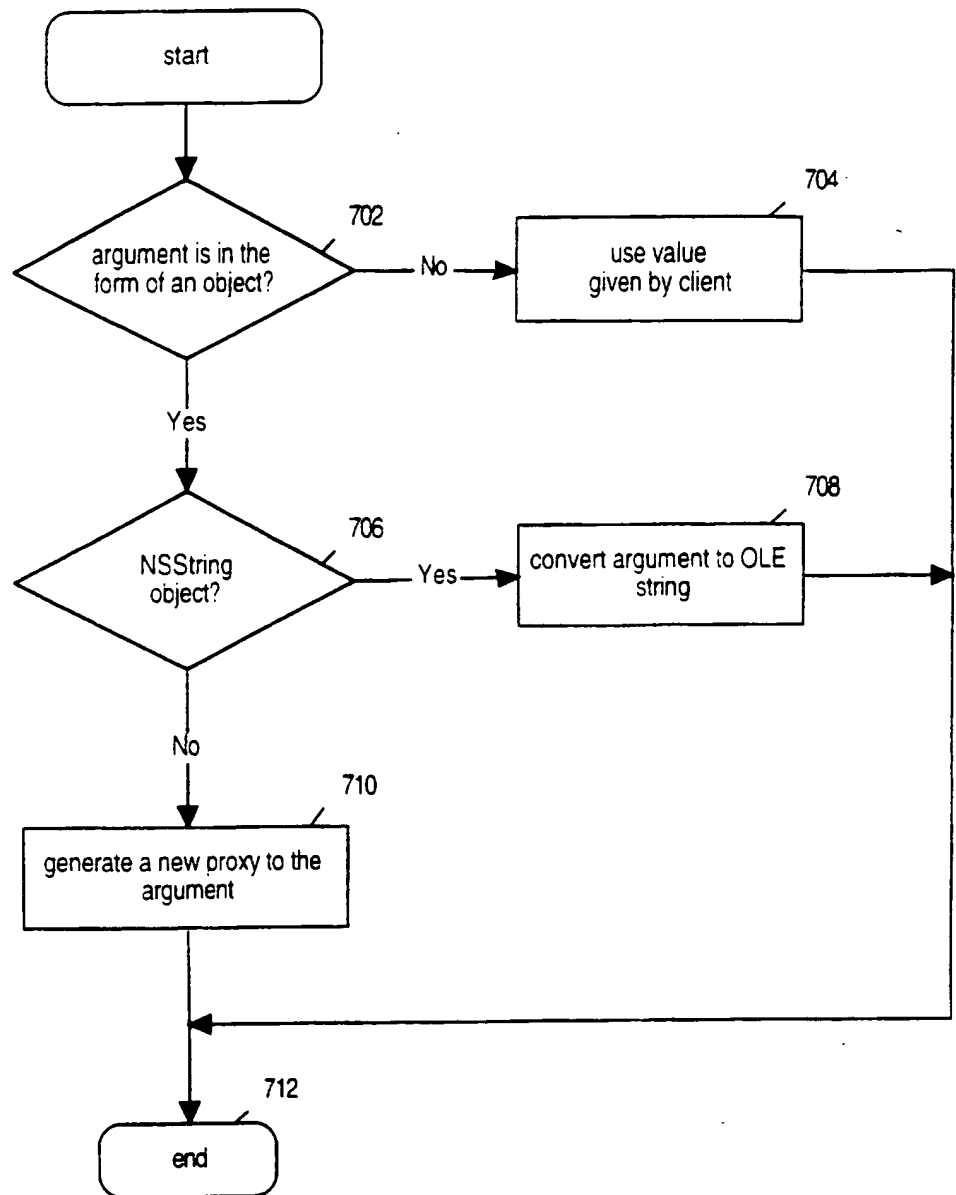 start
702
argument is in the
form of an object?
No
704
use value
given by client
Yes
706
NSString
object?
Yes
708
convert argument to OLE
string
No
710
generate a new proxy to the
argument
712
end